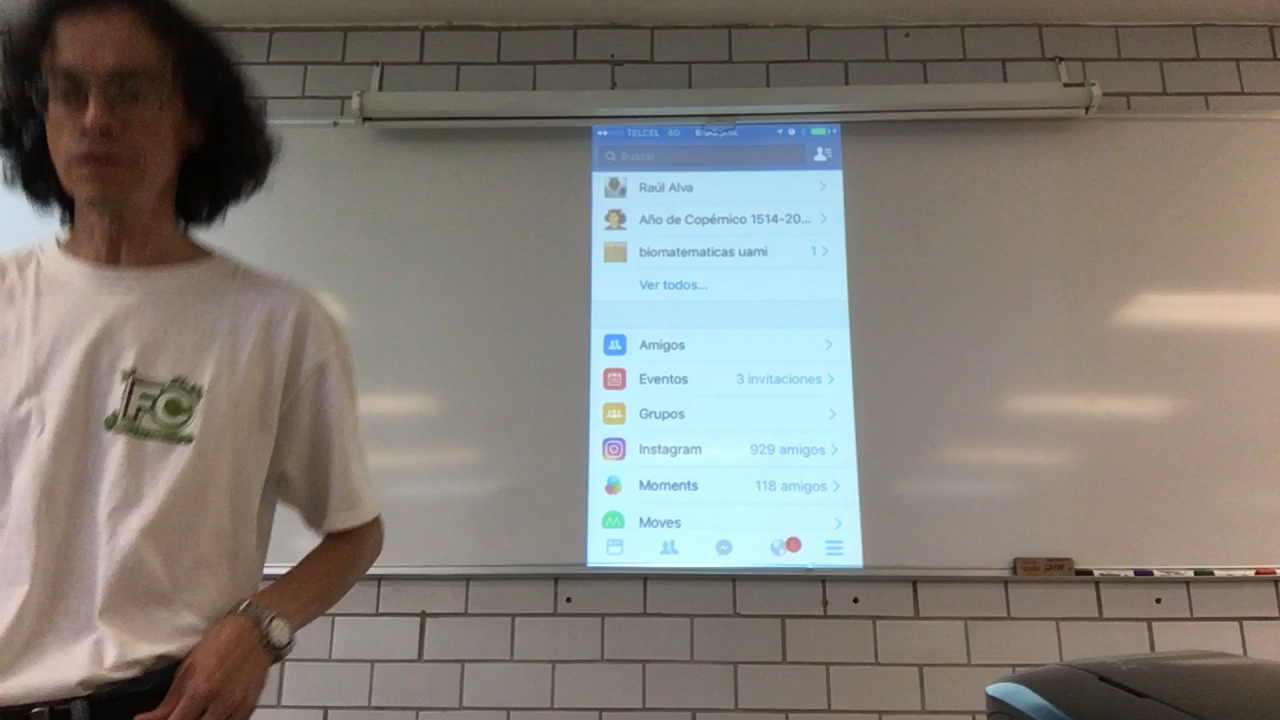 TELCEL 4G
Buscar
Raúl Alva
Año de Copérnico 1514-20...
biomatematicas uami 1
Ver todos...
Amigos
Eventos 3 invitaciones
Grupos
Instagram 929 amigos
Moments 118 amigos
Moves
FC